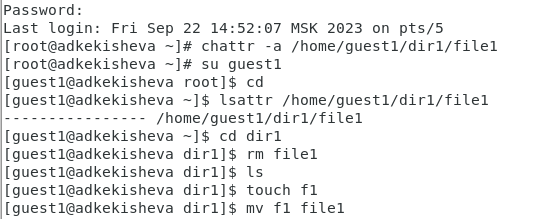 Password:
Last login: Fri Sep 22 14:52:07 MSK 2023 on pts/5
[root@adkekisheva ~]# chattr -a /home/guest1/dir1/file1
[root@adkekisheva ~]# su guest1
[guest1@adkekisheva root]$ cd
[guest1@adkekisheva ~]$ lsattr /home/guest1/dir1/file1
---------------- /home/guest1/dir1/file1
[guest1@adkekisheva ~]$ cd dir1
[guest1@adkekisheva dir1]$ rm file1
[guest1@adkekisheva dir1]$ ls
[guest1@adkekisheva dir1]$ touch f1
[guest1@adkekisheva dir1]$ mv f1 file1